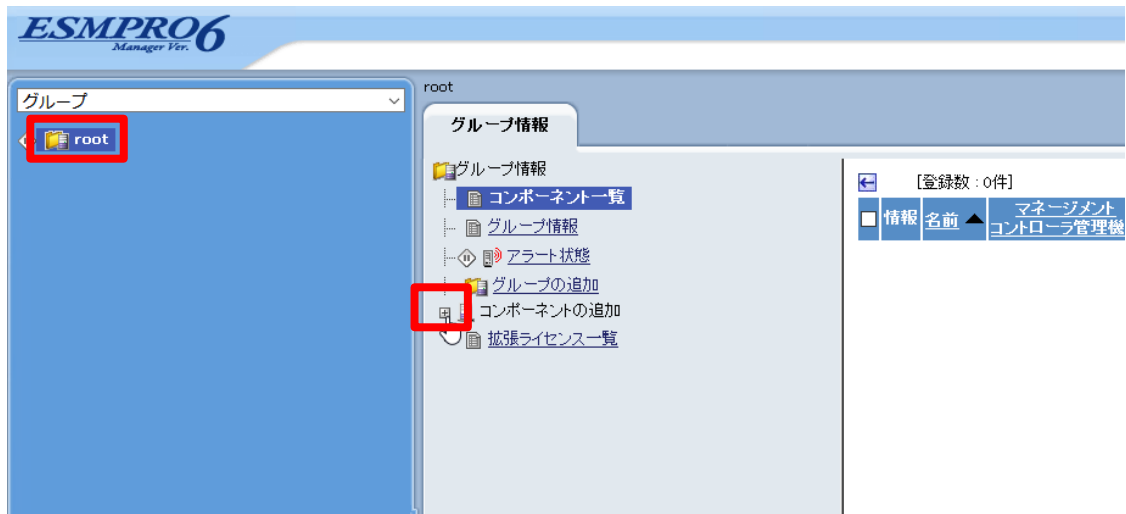 ESMPRO6
Manager Ver.
グループ
root
root
グループ情報
グループ情報
コンポーネント一覧
グループ情報
アラート状態
グループの追加
コンポーネントの追加
拡張ライセンス一覧
[登録数 : 0件]
情報 名前 ▲ マネージメント
コントローラ管理機